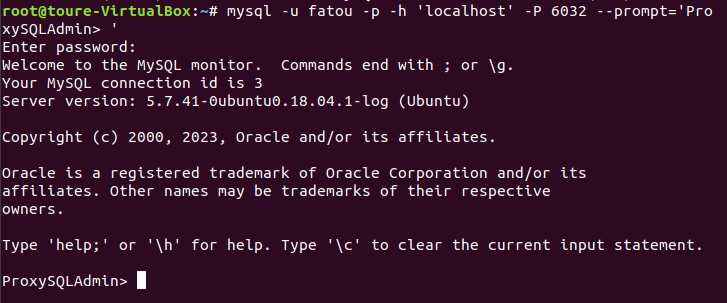 root@toure-VirtualBox:~# mysql -u fatou -p -h 'localhost' -P 6032 --prompt='Pro
xySQLAdmin> '
Enter password:
Welcome to the MySQL monitor.  Commands end with ; or \g.
Your MySQL connection id is 3
Server version: 5.7.41-0ubuntu0.18.04.1-log (Ubuntu)

Copyright (c) 2000, 2023, Oracle and/or its affiliates.

Oracle is a registered trademark of Oracle Corporation and/or its
affiliates. Other names may be trademarks of their respective
owners.

Type 'help;' or '\h' for help. Type '\c' to clear the current input statement.

ProxySQLAdmin>